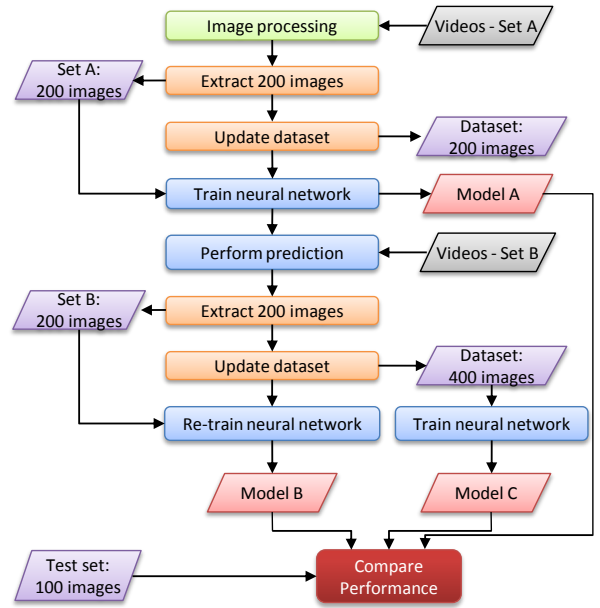 Image processing
Videos - Set A
Set A:
200 images
Extract 200 images
Update dataset
Dataset:
200 images
Train neural network
Model A
Perform prediction
Videos - Set B
Set B:
200 images
Extract 200 images
Update dataset
Dataset:
400 images
Re-train neural network
Train neural network
Model B
Model C
Test set:
100 images
Compare
Performance